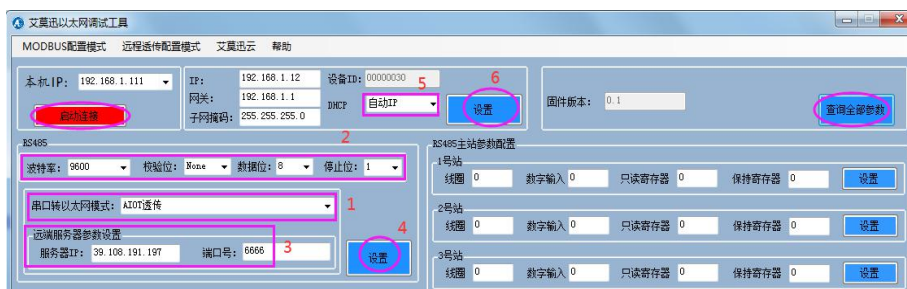 艾莫迅以太网调试工具
MODBUS配置模式 远程透传配置模式 艾莫迅云 帮助
本机IP: 192.168.1.111
启动连接
IP: 192.168.1.12
网关: 192.168.1.1
子网掩码: 255.255.255.0
设备ID: 00000030
5
DHCP 自动IP
6
设置
固件版本: 0.1
查询全部参数
2
RS485
波特率: 9600 校验位: None 数据位: 8 停止位: 1
串口转以太网模式: AIOT透传
1
远端服务器参数设置
服务器IP: 39.108.191.197 端口号: 6666
3
4
设置
RS485主站参数配置
1号站
线圈 0 数字输入 0 只读寄存器 0 保持寄存器 0 设置
2号站
线圈 0 数字输入 0 只读寄存器 0 保持寄存器 0 设置
3号站
线圈 0 数字输入 0 只读寄存器 0 保持寄存器 0 设置